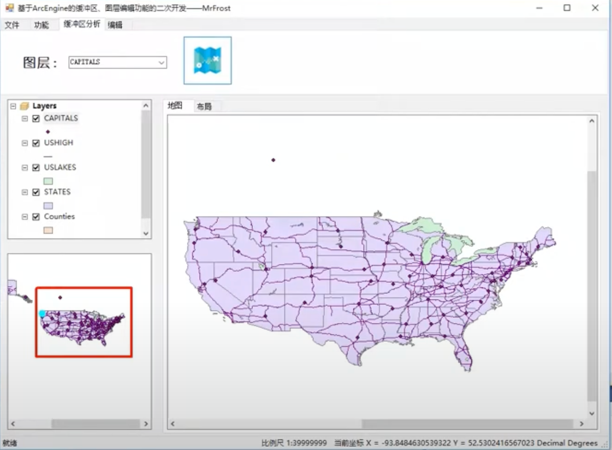 基于ArcEngine的缓冲区、图层编辑功能的二次开发——MrFrost
文件 功能 缓冲区分析 编辑
图层： CAPITALS
Layers
CAPITALS
USHIGH
USLAKES
STATES
Counties
地图 布局
就绪 比例尺 1:39999999 当前坐标 X = -93.8484630539322 Y = 52.5302416567023 Decimal Degrees